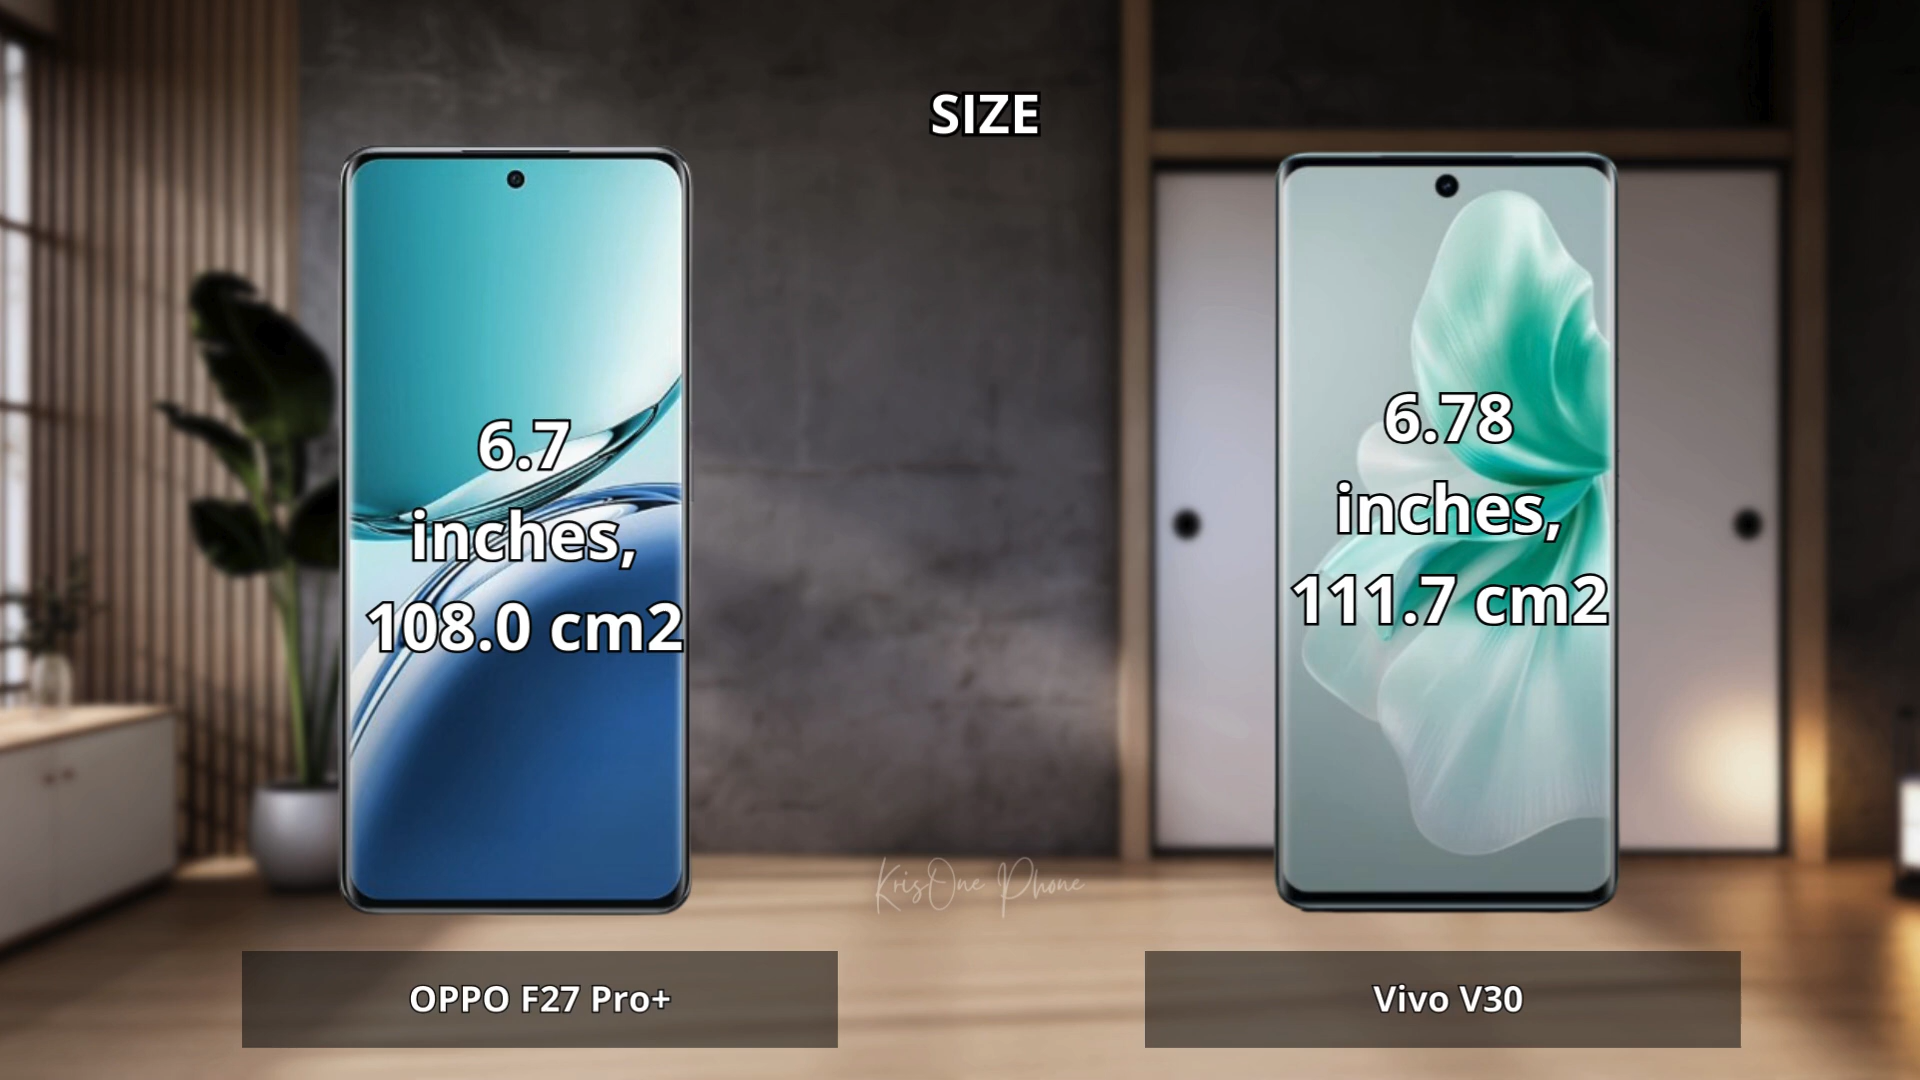 SIZE
6.7
inches,
108.0 cm2
6.78
inches,
111.7 cm2
KrisOne Phone
OPPO F27 Pro+
Vivo V30